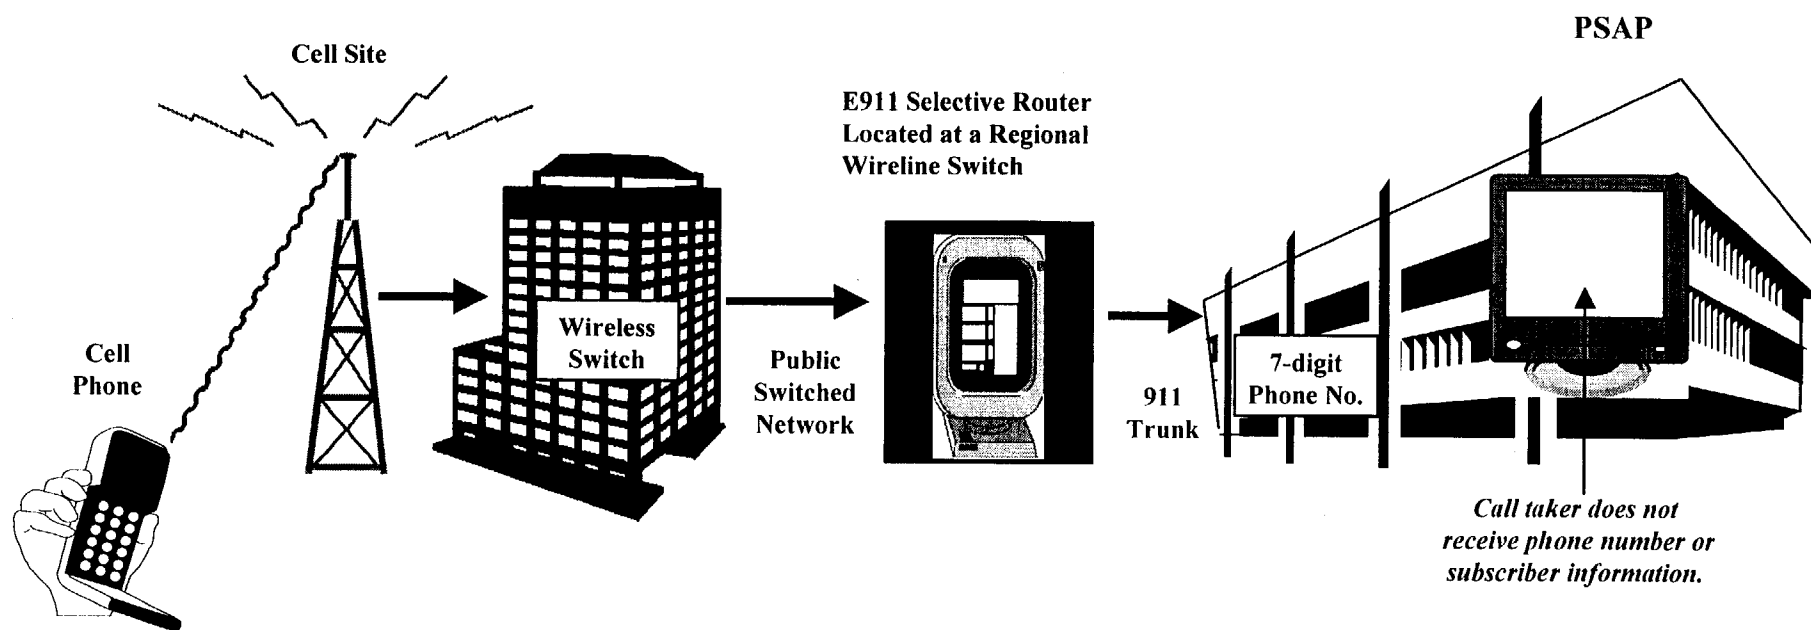 PSAP
Cell Site
E911 Selective Router
Located at a Regional
Wireline Switch
Wireless
Switch
Cell
Phone
Public
Switched
Network
911
Trunk
7-digit
Phone No.
Call taker does not
receive phone number or
subscriber information.